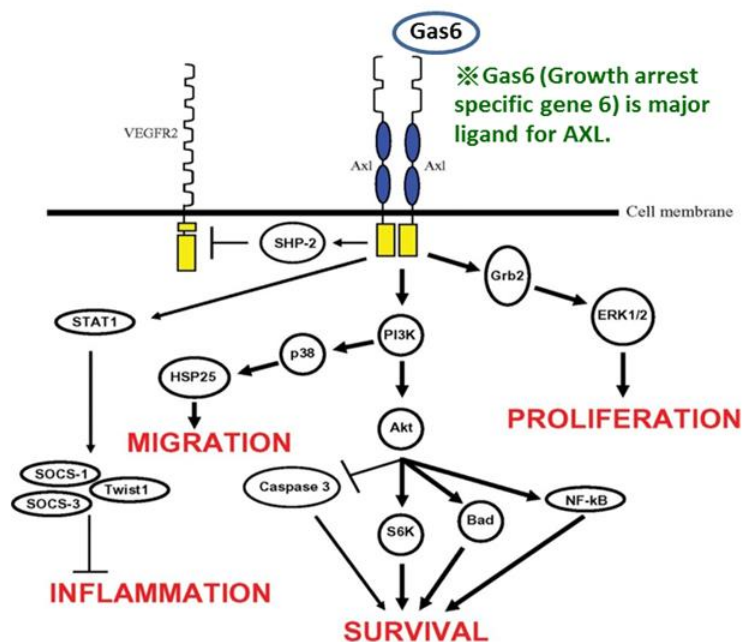 Gas6
※Gas6 (Growth arrest
specific gene 6) is major
ligand for AXL.
VEGFR2
Axl
Axl
Cell membrane
SHP-2
Grb2
STAT1
PI3K
ERK1/2
p38
HSP25
MIGRATION
PROLIFERATION
Akt
SOCS-1
Twist1
SOCS-3
Caspase 3
S6K
Bad
NF-kB
INFLAMMATION
SURVIVAL